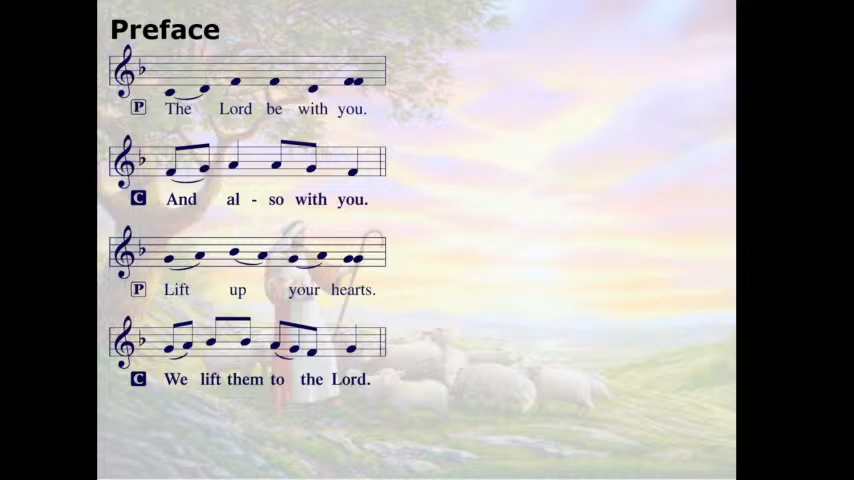 Preface
P The Lord be with you.
C And al - so with you.
P Lift up your hearts.
C We lift them to the Lord.